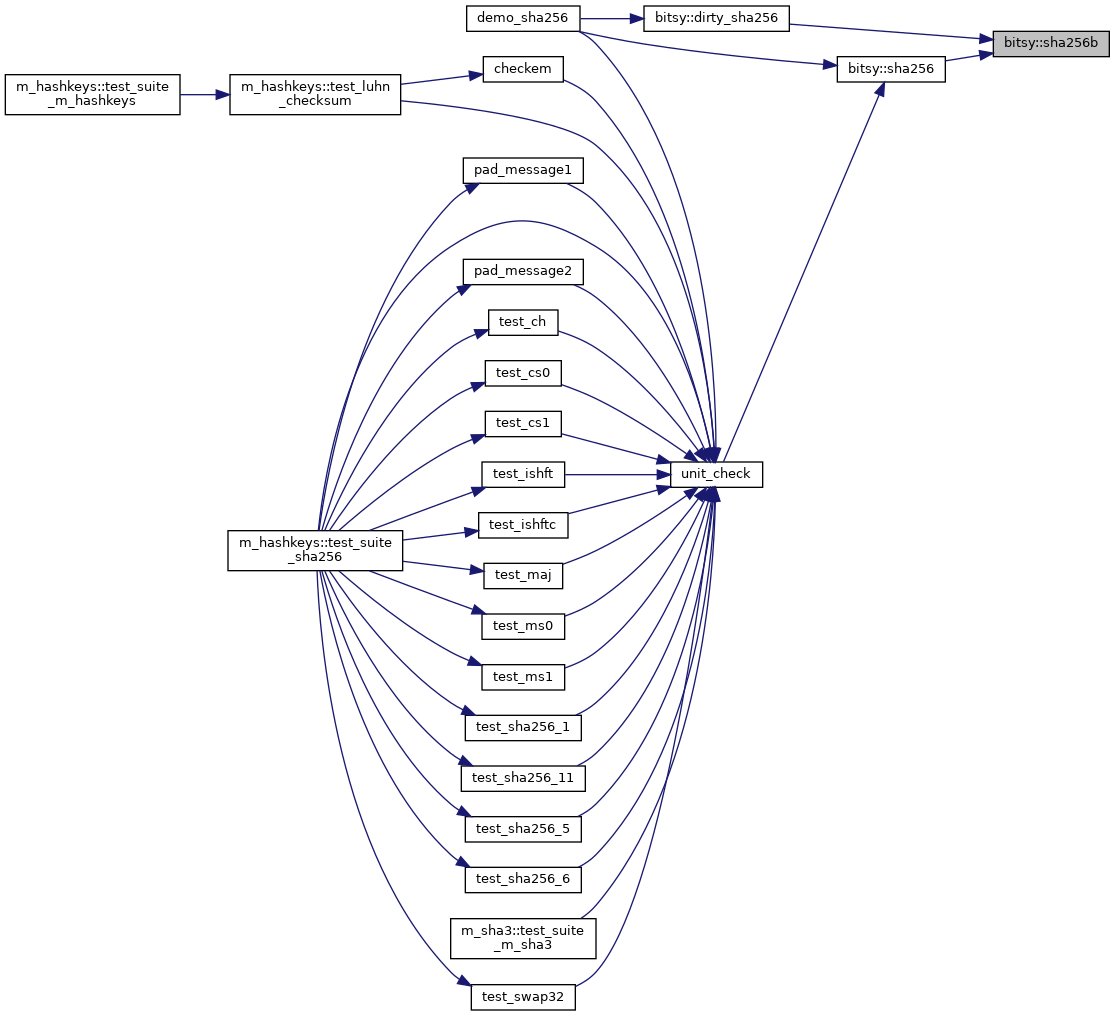 demo_sha256
bitsy::dirty_sha256
bitsy::sha256b
bitsy::sha256
checkem
m_hashkeys::test_suite
_m_hashkeys
m_hashkeys::test_luhn
_checksum
pad_message1
pad_message2
test_ch
test_cs0
test_cs1
test_ishft
unit_check
test_ishftc
m_hashkeys::test_suite
_sha256
test_maj
test_ms0
test_ms1
test_sha256_1
test_sha256_11
test_sha256_5
test_sha256_6
m_sha3::test_suite
_m_sha3
test_swap32